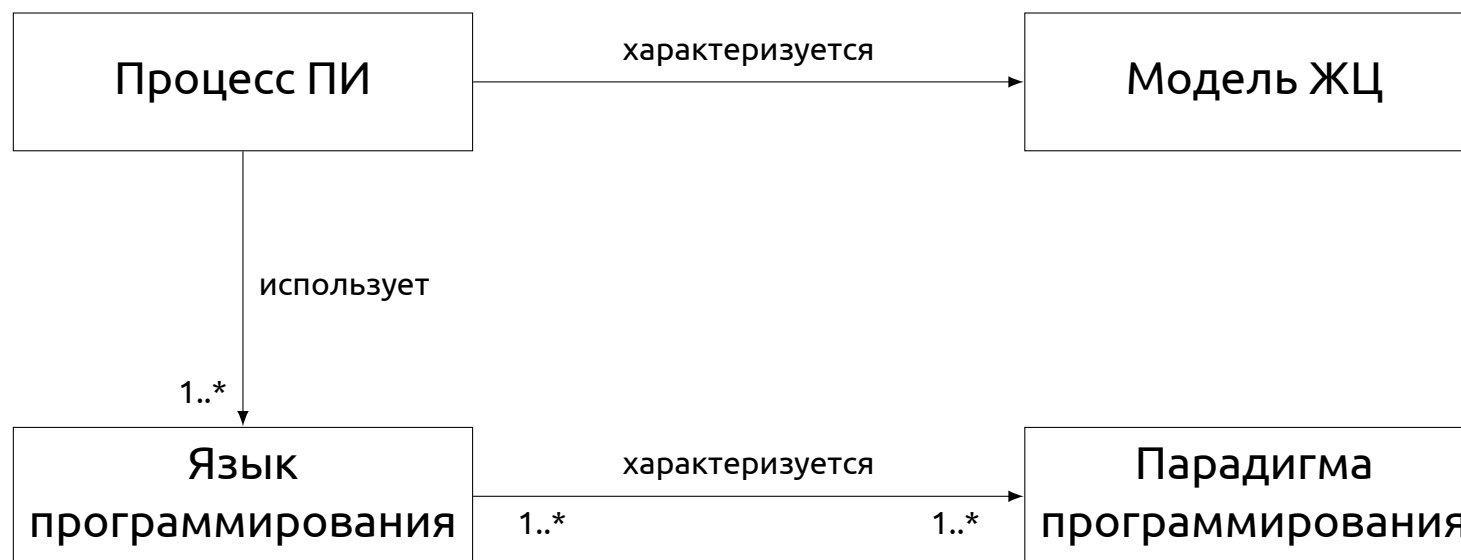 Процесс ПИ
характеризуется
Модель ЖЦ
использует
1..*
Язык
программирования
характеризуется
1..*
1..*
Парадигма
программирования